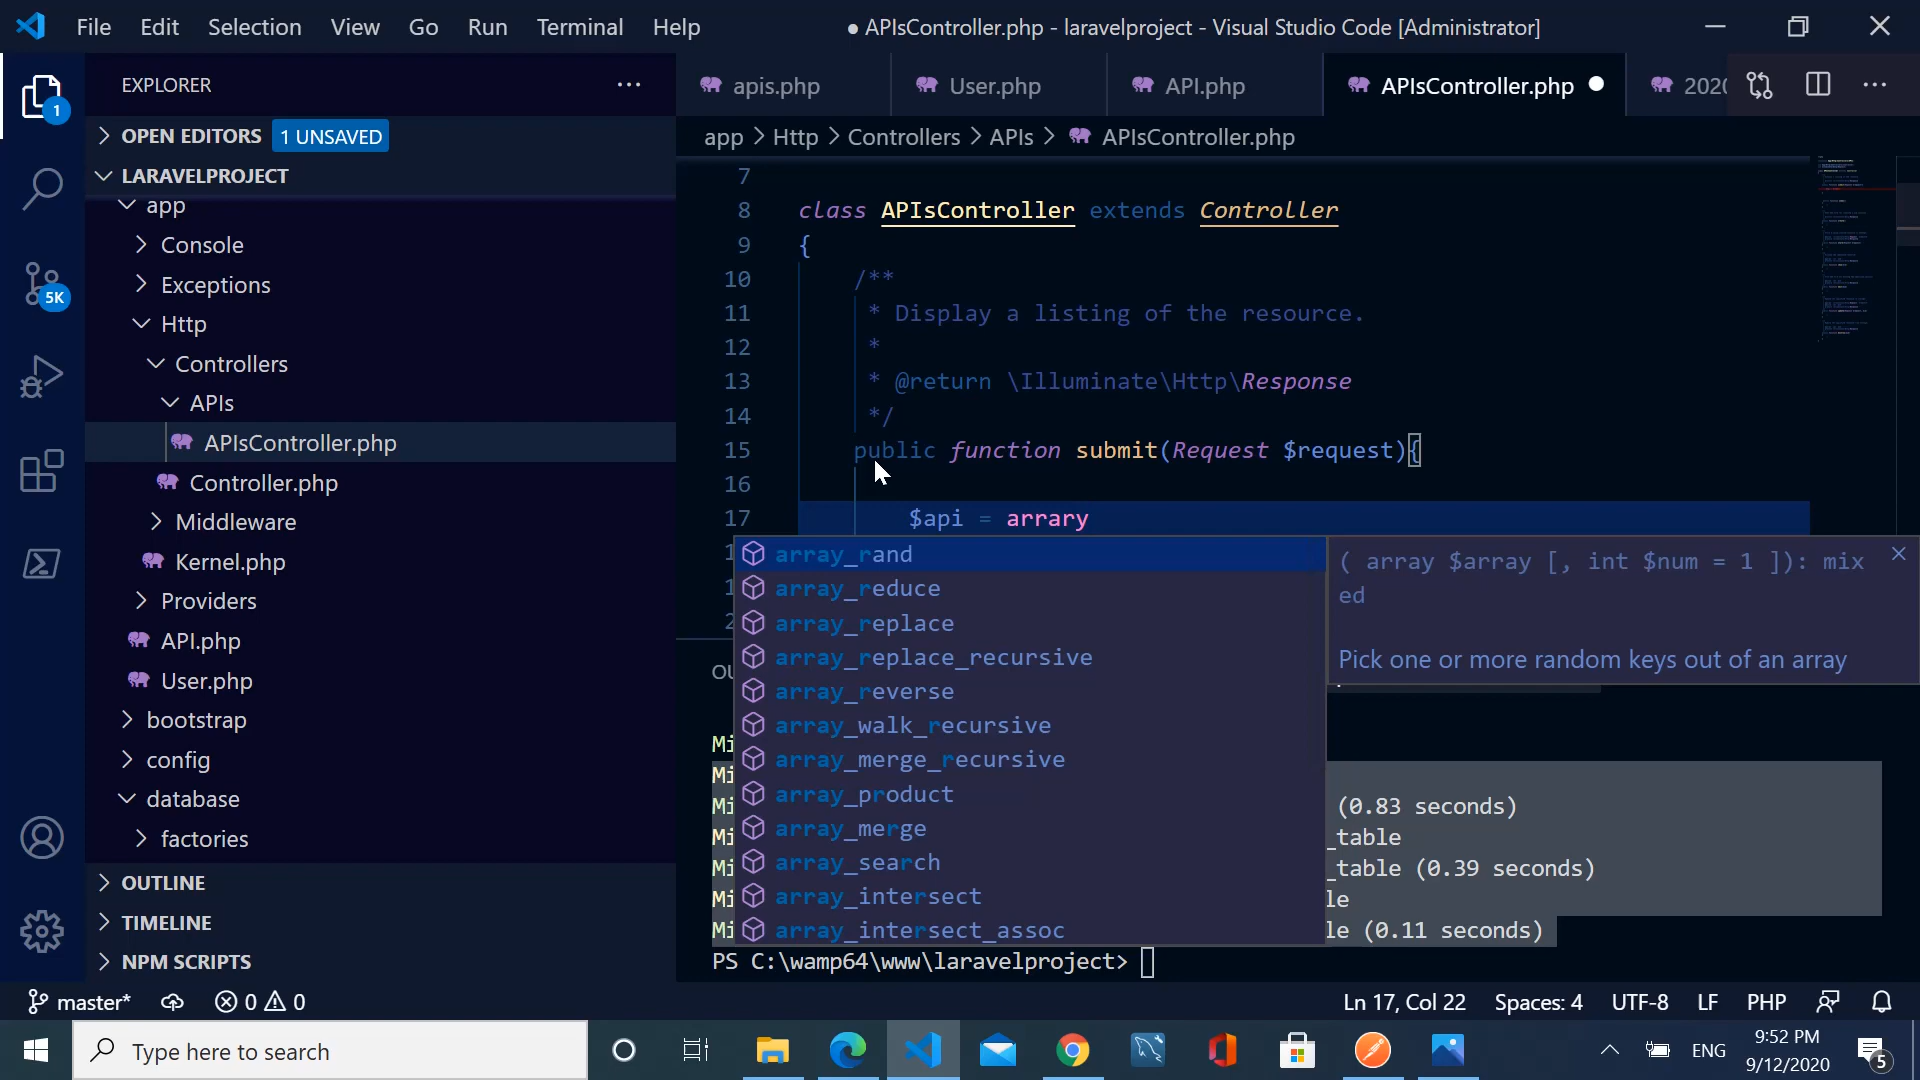 File Edit Selection View Go Run Terminal Help
● APIsController.php - laravelproject - Visual Studio Code [Administrator]
EXPLORER
1
OPEN EDITORS 1 UNSAVED
LARAVELPROJECT
app
Console
Exceptions
5K
Http
Controllers
APIs
APIsController.php
Controller.php
Middleware
Kernel.php
Providers
API.php
User.php
bootstrap
config
database
factories
OUTLINE
TIMELINE
NPM SCRIPTS
apis.php User.php API.php APIsController.php
app > Http > Controllers > APIs > APIsController.php
7
8 class APIsController extends Controller
9 {
10 /**
11 * Display a listing of the resource.
12 *
13 * @return \Illuminate\Http\Response
14 */
15 public function submit(Request $request){
16
17 $api = arrary
array_rand
array_reduce
array_replace
array_replace_recursive
array_reverse
array_walk_recursive
array_merge_recursive
array_product
array_merge
array_search
array_intersect
array_intersect_assoc
( array $array [, int $num = 1 ]): mix
ed
Pick one or more random keys out of an array
(0.83 seconds)
_table
_table (0.39 seconds)
le
le (0.11 seconds)
PS C:\wamp64\www\laravelproject>
master* 0 0
Ln 17, Col 22 Spaces: 4 UTF-8 LF PHP
Type here to search
ENG
9:52 PM
9/12/2020
5